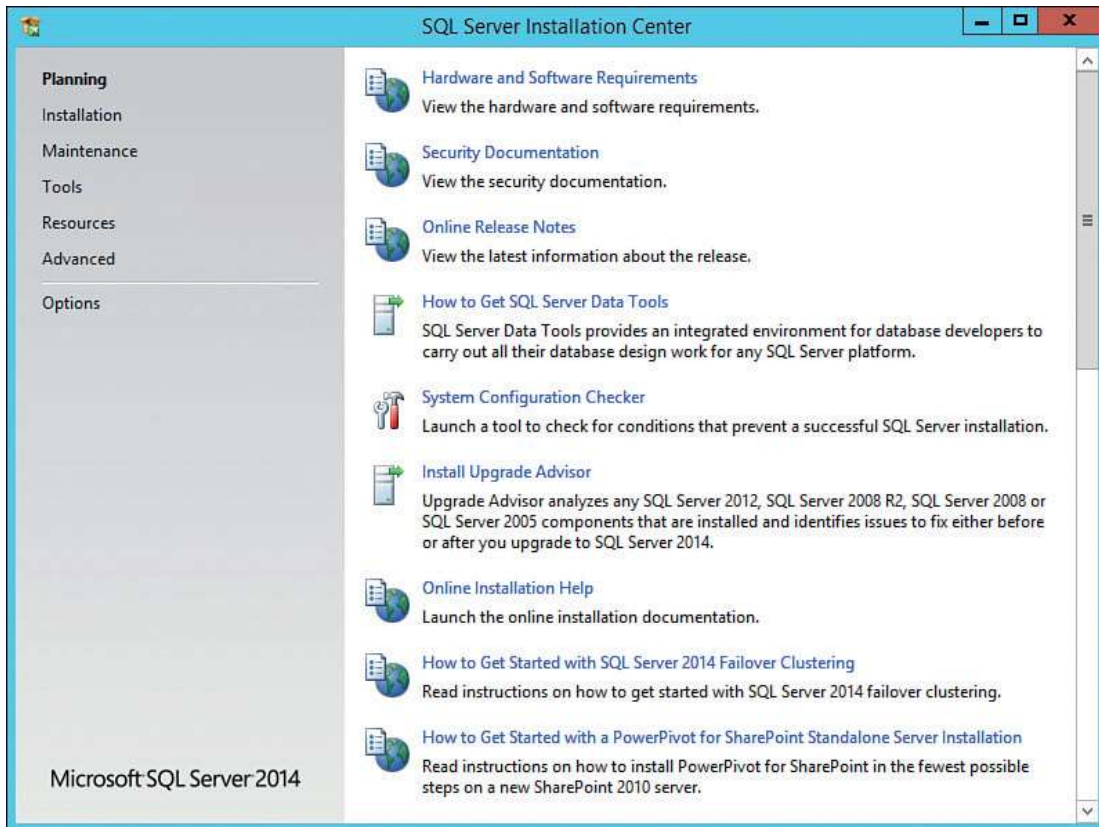 SQL Server Installation Center
Planning
Installation
Maintenance
Tools
Resources
Advanced
Options
Microsoft SQL Server 2014
Hardware and Software Requirements
View the hardware and software requirements.
Security Documentation
View the security documentation.
Online Release Notes
View the latest information about the release.
How to Get SQL Server Data Tools
SQL Server Data Tools provides an integrated environment for database developers to
carry out all their database design work for any SQL Server platform.
System Configuration Checker
Launch a tool to check for conditions that prevent a successful SQL Server installation.
Install Upgrade Advisor
Upgrade Advisor analyzes any SQL Server 2012, SQL Server 2008 R2, SQL Server 2008 or
SQL Server 2005 components that are installed and identifies issues to fix either before
or after you upgrade to SQL Server 2014.
Online Installation Help
Launch the online installation documentation.
How to Get Started with SQL Server 2014 Failover Clustering
Read instructions on how to get started with SQL Server 2014 failover clustering.
How to Get Started with a PowerPivot for SharePoint Standalone Server Installation
Read instructions on how to install PowerPivot for SharePoint in the fewest possible
steps on a new SharePoint 2010 server.